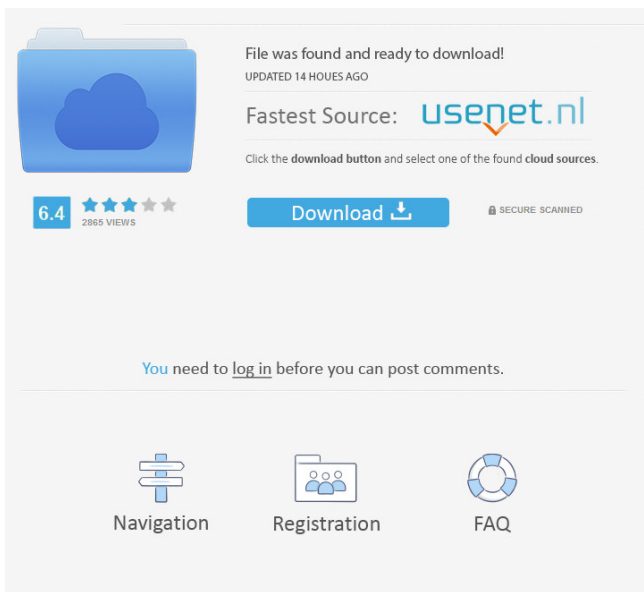 File was found and ready to download!
UPDATED 14 HOUES AGO
Fastest Source: usenet.nl
Click the download button and select one of the found cloud sources.
6.4
2865 VIEWS
Download
SECURE SCANNED
You need to log in before you can post comments.
Navigation
Registration
FAQ